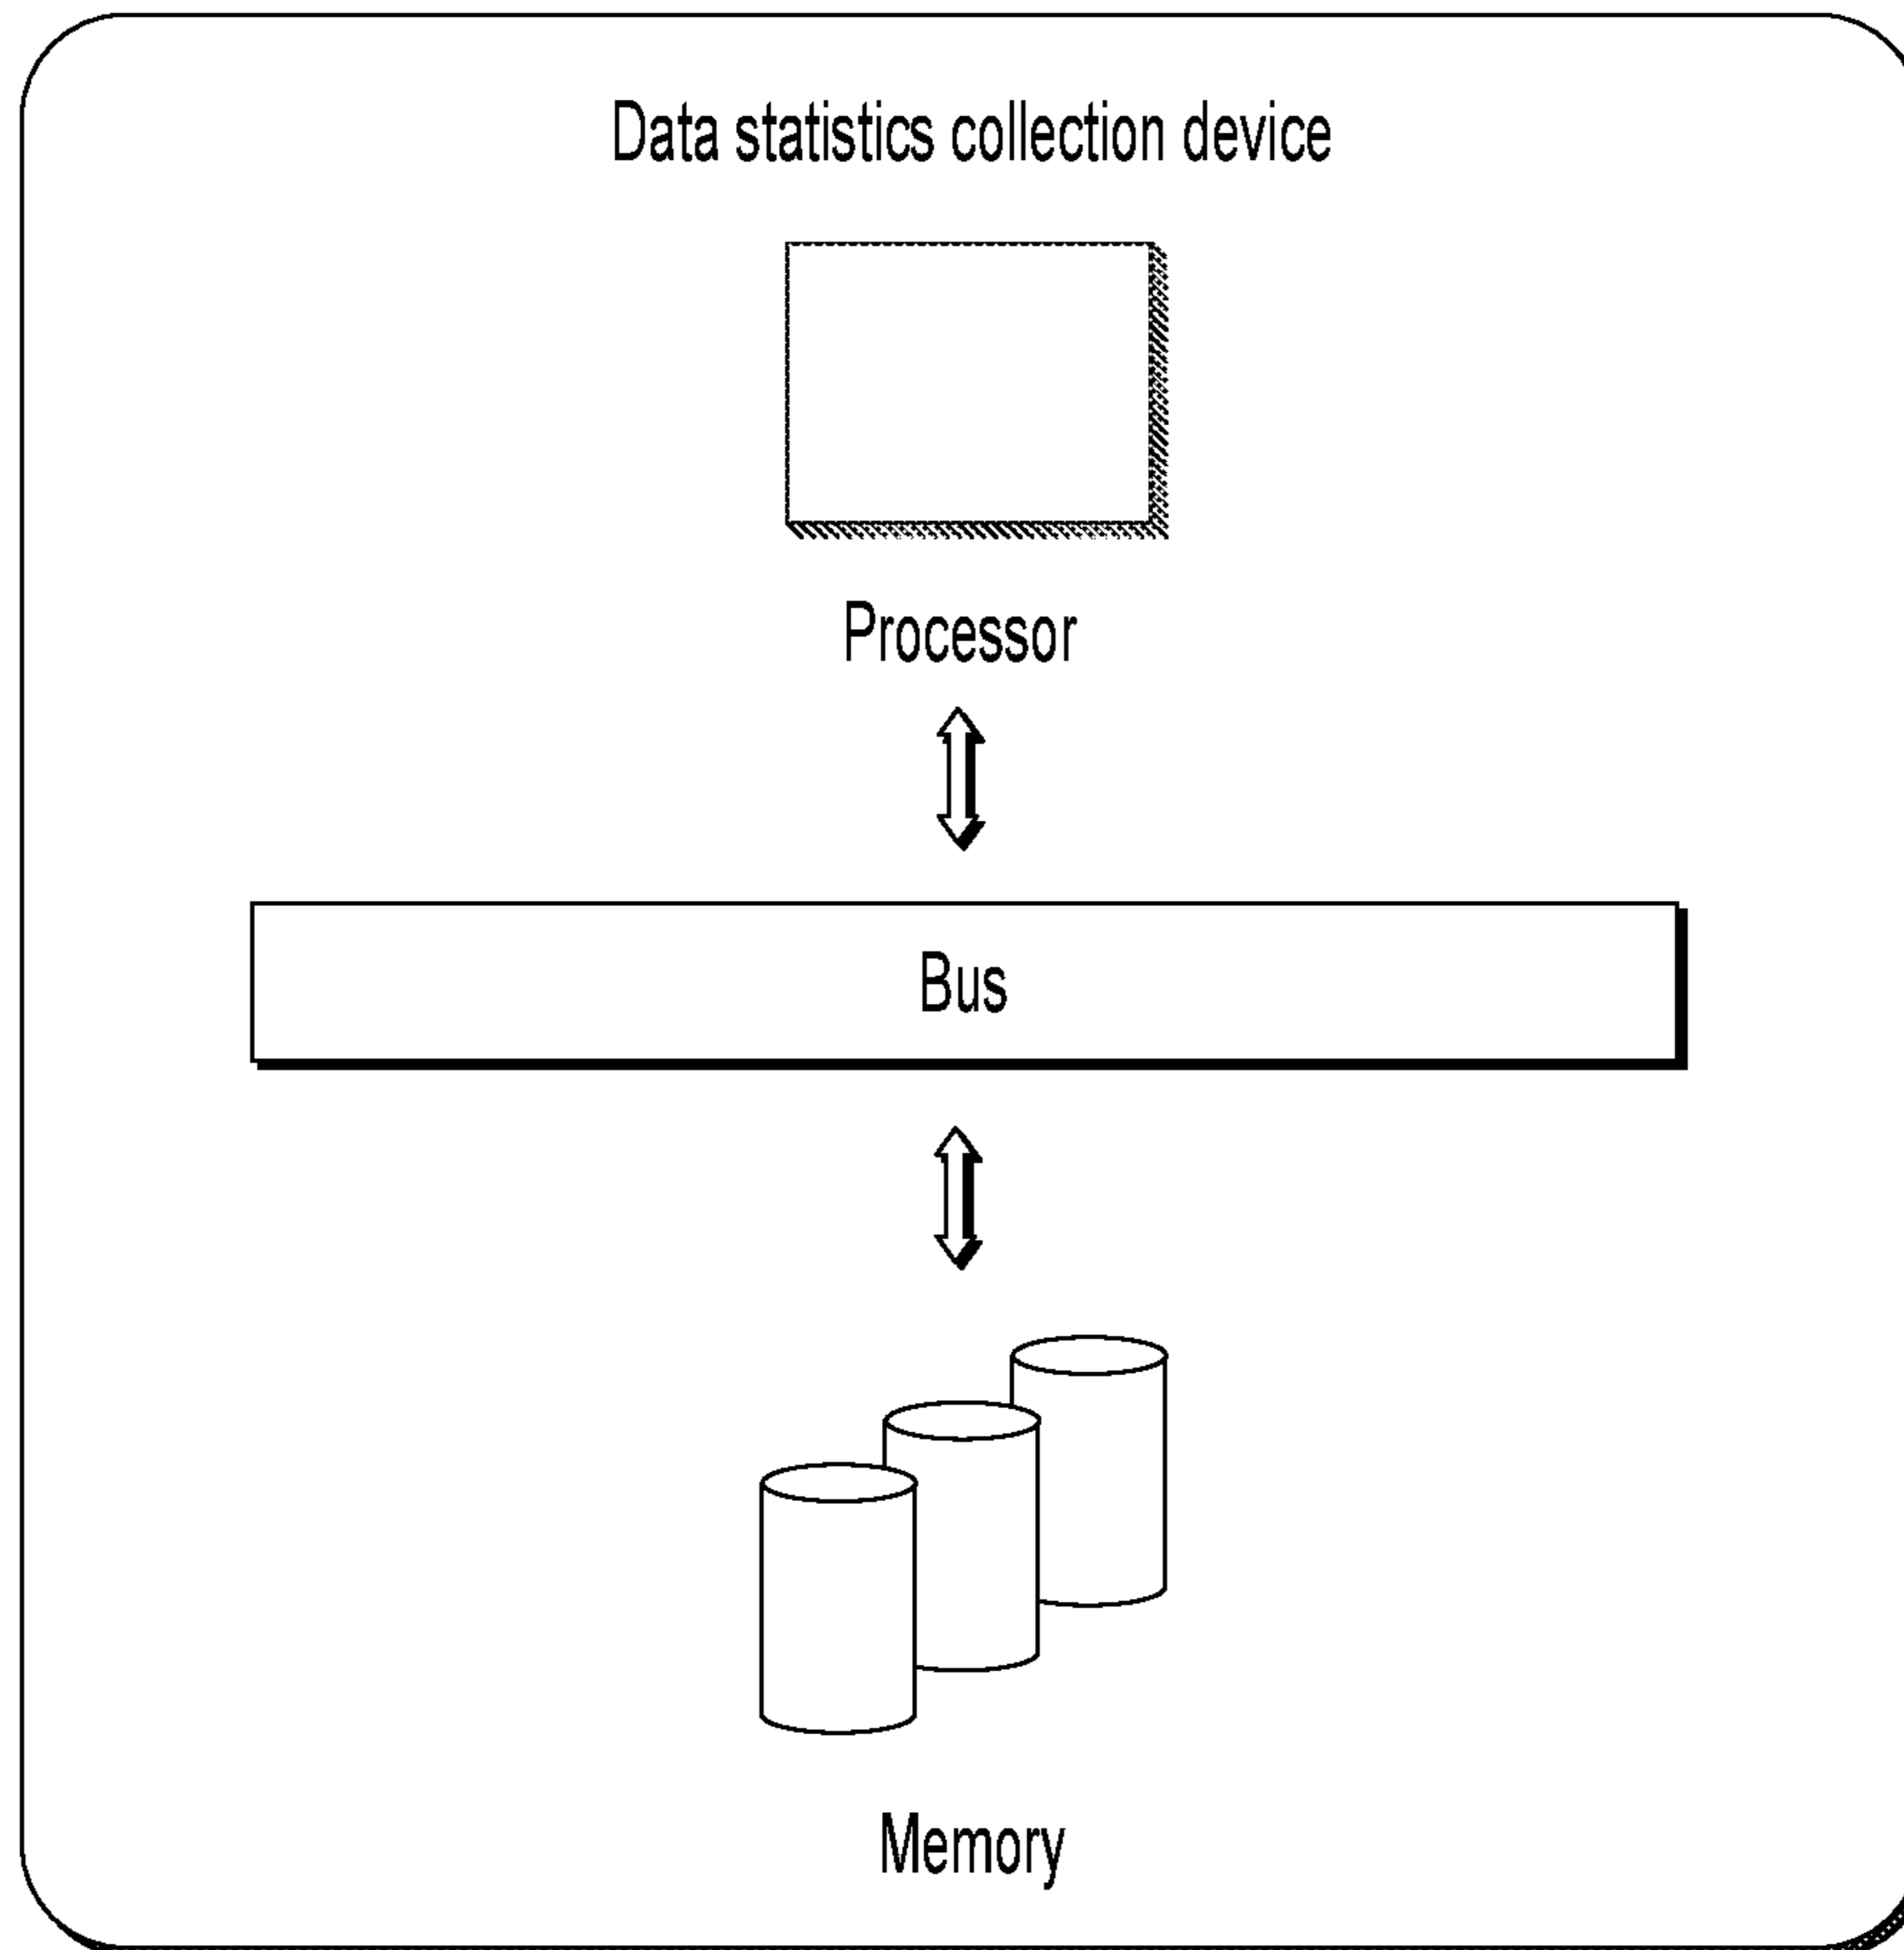 Data statistics collection device
Processor
Bus
Memory